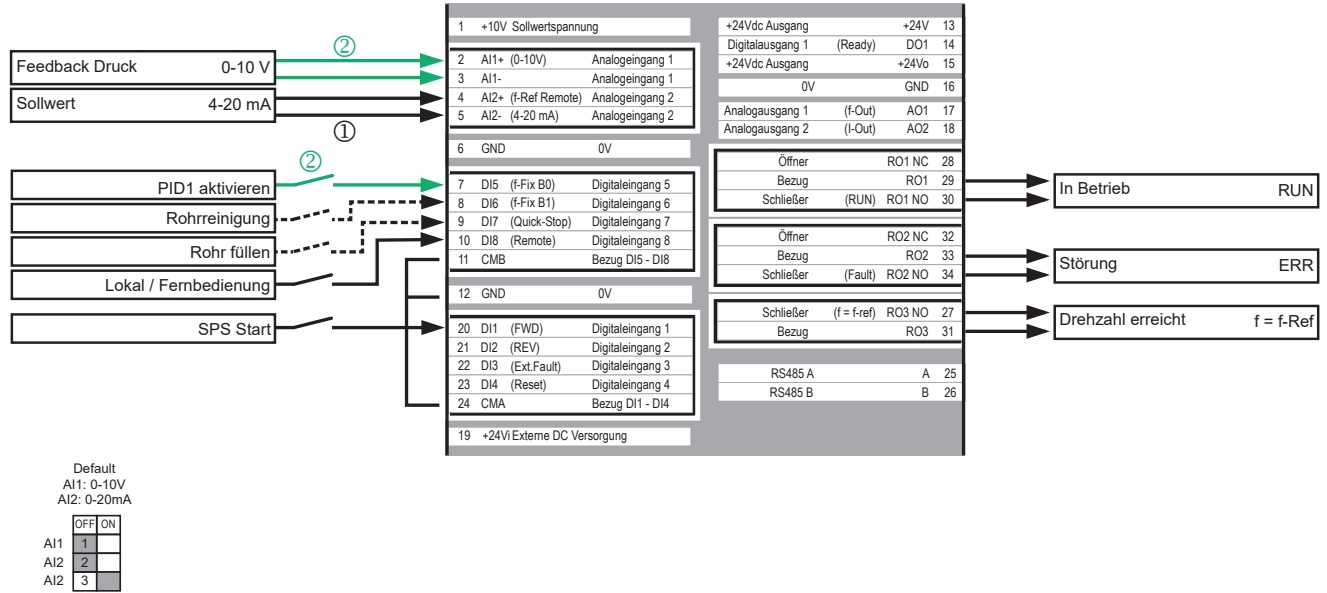 Feedback Druck 0-10 V
②
Sollwert 4-20 mA
①
②
PID1 aktivieren
Rohrreinigung
Rohr füllen
Lokal / Fernbedienung
SPS Start
1 +10V Sollwertspannung
2 AI1+ (0-10V) Analogeingang 1
3 AI1- Analogeingang 1
4 AI2+ (f-Ref Remote) Analogeingang 2
5 AI2- (4-20 mA) Analogeingang 2
6 GND 0V
7 DI5 (f-Fix B0) Digitaleingang 5
8 DI6 (f-Fix B1) Digitaleingang 6
9 DI7 (Quick-Stop) Digitaleingang 7
10 DI8 (Remote) Digitaleingang 8
11 CMB Bezug DI5 - DI8
12 GND 0V
20 DI1 (FWD) Digitaleingang 1
21 DI2 (REV) Digitaleingang 2
22 DI3 (Ext.Fault) Digitaleingang 3
23 DI4 (Reset) Digitaleingang 4
24 CMA Bezug DI1 - DI4
19 +24Vi Externe DC Versorgung
+24Vdc Ausgang +24V 13
Digitalausgang 1 (Ready) DO1 14
+24Vdc Ausgang +24Vo 15
0V GND 16
Analogausgang 1 (f-Out) AO1 17
Analogausgang 2 (I-Out) AO2 18
Öffner RO1 NC 28
Bezug RO1 29
Schließer (RUN) RO1 NO 30
Öffner RO2 NC 32
Bezug RO2 33
Schließer (Fault) RO2 NO 34
Schließer (f = f-ref) RO3 NO 27
Bezug RO3 31
RS485 A A 25
RS485 B B 26
In Betrieb RUN
Störung ERR
Drehzahl erreicht f = f-Ref
Default
AI1: 0-10V
AI2: 0-20mA
OFF ON
AI1 1
AI2 2
AI2 3